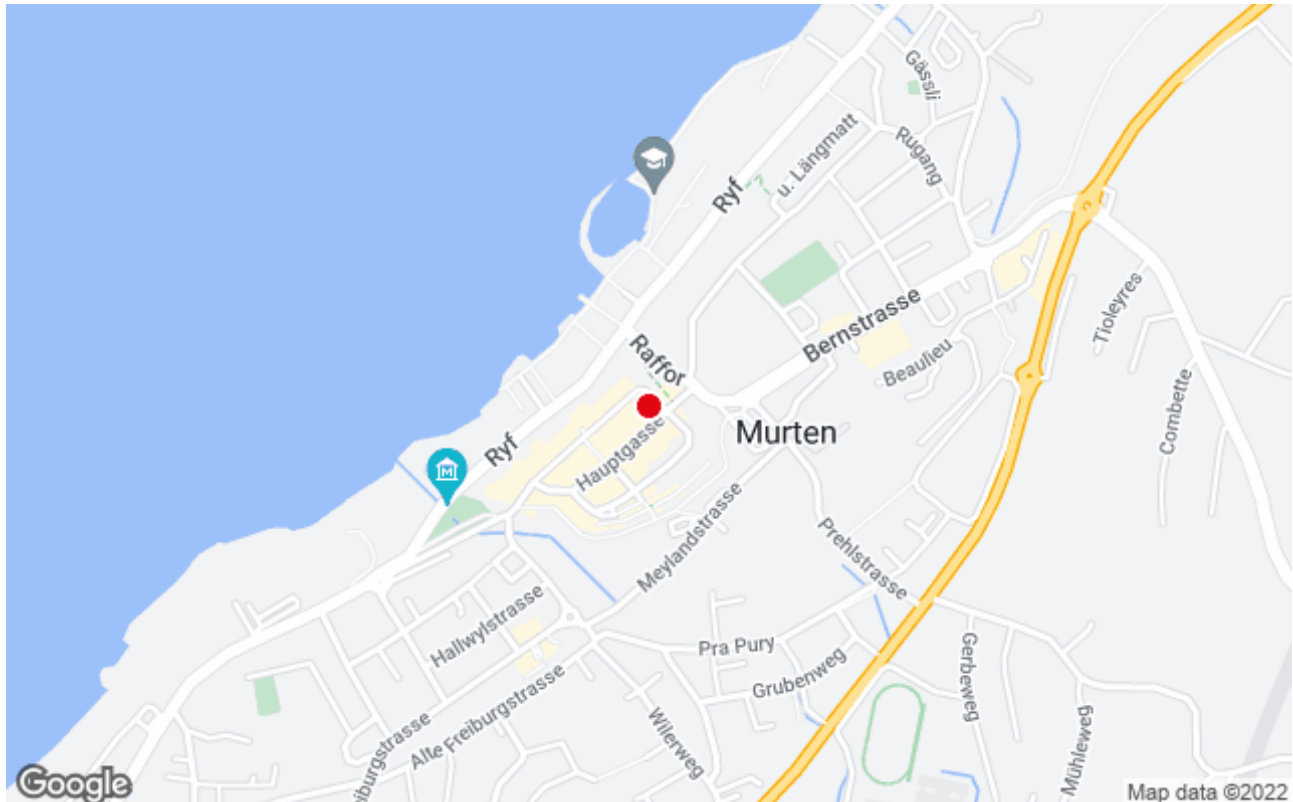 Gässli
u. Längmatt
Rugang
Ryf
Tioleyres
Bernstrasse
Raffor
Beaulieu
Combette
Murten
Hauptgasse
Ryf
M
Meylandstrasse
Prehlstrasse
Hallwylstrasse
Pra Pury
Gerbeweg
Grubenweg
Alte Freiburgstrasse
Wilerweg
Mühleweg
iburgstrasse
Google
Map data ©2022